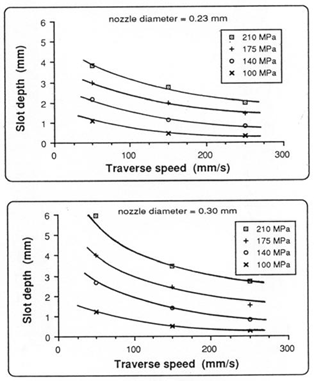 nozzle diameter = 0.23 mm
210 MPa
175 MPa
140 MPa
100 MPa
Slot depth (mm)
6
5
4
3
2
1
0
0
100
200
300
Traverse speed (mm/s)
nozzle diameter = 0.30 mm
210 MPa
175 MPa
140 MPa
100 MPa
Slot depth (mm)
6
5
4
3
2
1
0
0
100
200
300
Traverse speed (mm/s)